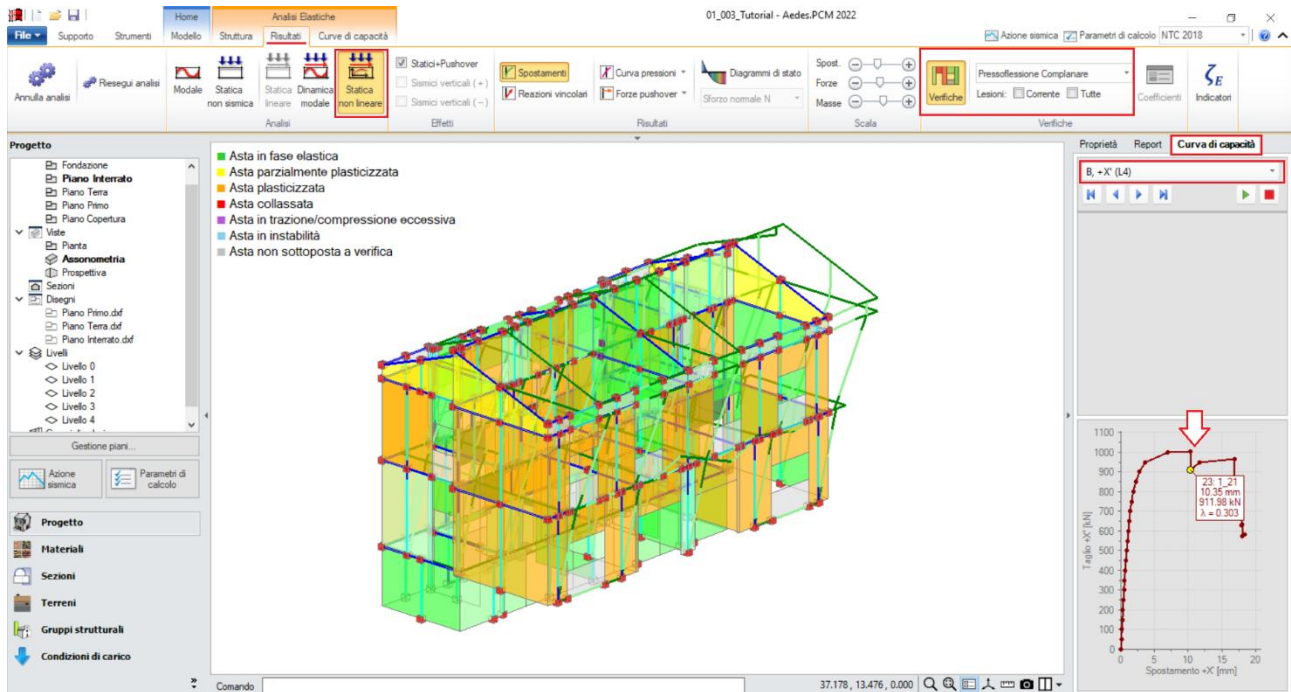 01_003_Tutorial - Aedes.PCM 2022
Home
Analisi Elastiche
File
Supporto
Strumenti
Modello
Struttura
Risultati
Curve di capacità
Azione sismica
Parametri di calcolo
NTC 2018
Annulla analisi
Resegui analisi
Modale
Statica
non sismica
Statica
lineare
Dinamica
modale
Statica
non lineare
Analisi
Statici+Pushover
Sismici verticali (+)
Sismici verticali (−)
Effetti
Spostamenti
Reazioni vincolari
Curva pressioni
Forze pushover
Diagrammi di stato
Sforzo normale N
Risultati
Spost.
Forze
Masse
Scala
Verifiche
Pressoflessione Complanare
Lesioni:
Corrente
Tutte
Coefficienti
Verifiche
ζE
Indicatori
Progetto
Fondazione
Piano Interrato
Piano Terra
Piano Primo
Piano Copertura
Viste
Pianta
Assonometria
Prospettiva
Sezioni
Disegni
Piano Primo.dxf
Piano Terra.dxf
Piano Interrato.dxf
Livelli
Livello 0
Livello 1
Livello 2
Livello 3
Livello 4
Gestione piani...
Azione
sismica
Parametri di
calcolo
Progetto
Materiali
Sezioni
Terreni
Gruppi strutturali
Condizioni di carico
Asta in fase elastica
Asta parzialmente plasticizzata
Asta plasticizzata
Asta collassata
Asta in trazione/compressione eccessiva
Asta in instabilità
Asta non sottoposta a verifica
Comando
37.178 , 13.476 , 0.000
Proprietà
Report
Curva di capacità
B, +X' (L4)
1100
1000
900
800
700
600
500
400
300
200
100
0
Taglio +X' [kN]
23: 1_21
10.35 mm
911.98 kN
λ = 0.303
0
5
10
15
20
Spostamento +X' [mm]